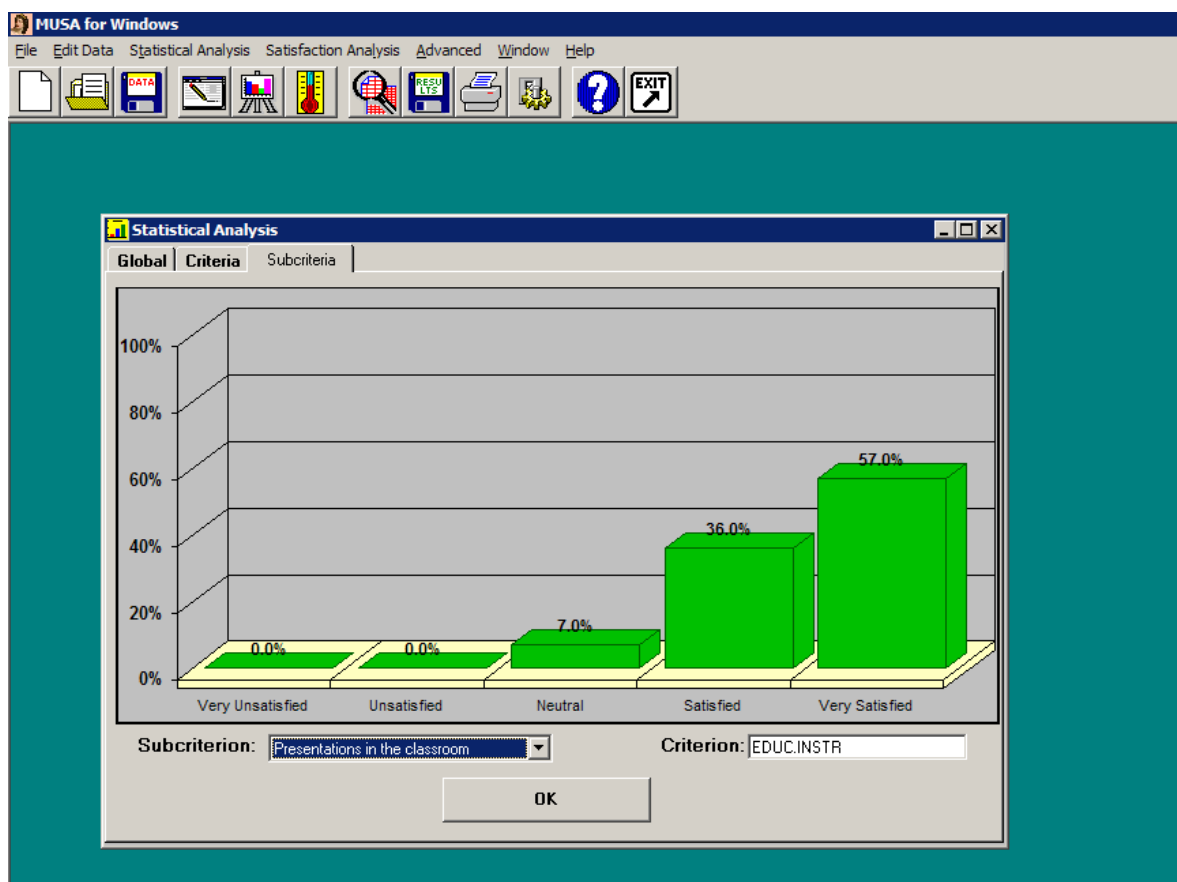 MUSA for Windows
File Edit Data Statistical Analysis Satisfaction Analysis Advanced Window Help
DATA
RESU
LTS
?
EXIT
Statistical Analysis
Global Criteria Subcriteria
100%
80%
60%
40%
20%
0%
0.0% 0.0% 7.0% 36.0% 57.0%
Very Unsatisfied Unsatisfied Neutral Satisfied Very Satisfied
Subcriterion: Presentations in the classroom Criterion: EDUC.INSTR
OK